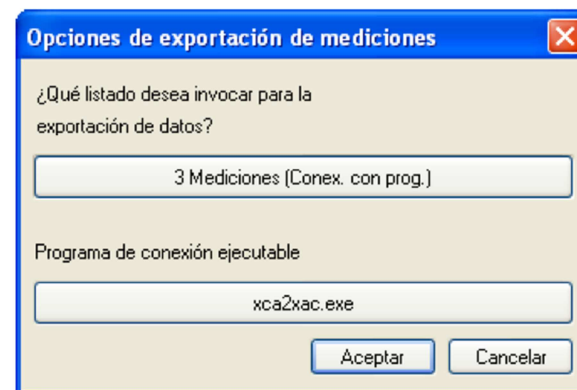 Opciones de exportación de mediciones
¿Qué listado desea invocar para la
exportación de datos?
3 Mediciones (Conex. con prog.)
Programa de conexión ejecutable
xca2xac.exe
Aceptar
Cancelar